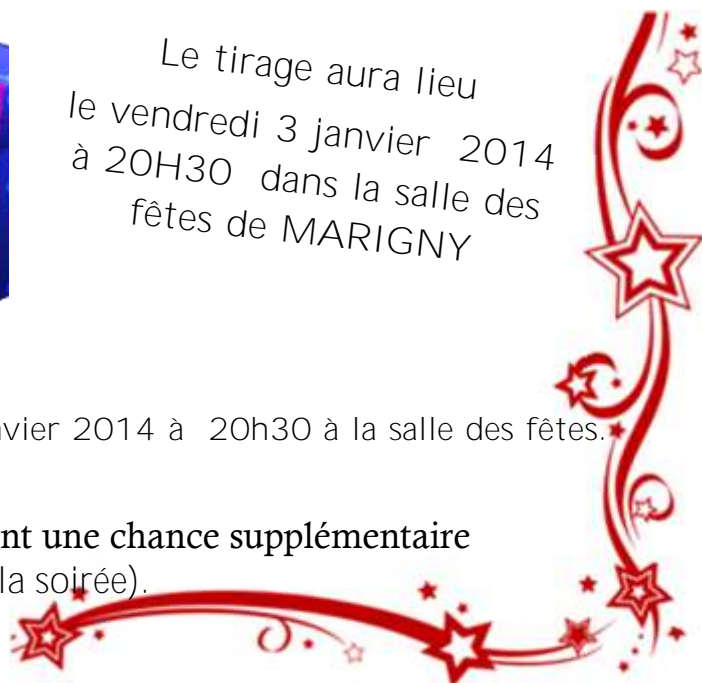 Le tirage aura lieu
le vendredi 3 janvier 2014
à 20H30 dans la salle des
fêtes de MARIGNY
nvier 2014 à 20h30 à la salle des fêtes.
nt une chance supplémentaire
la soirée).